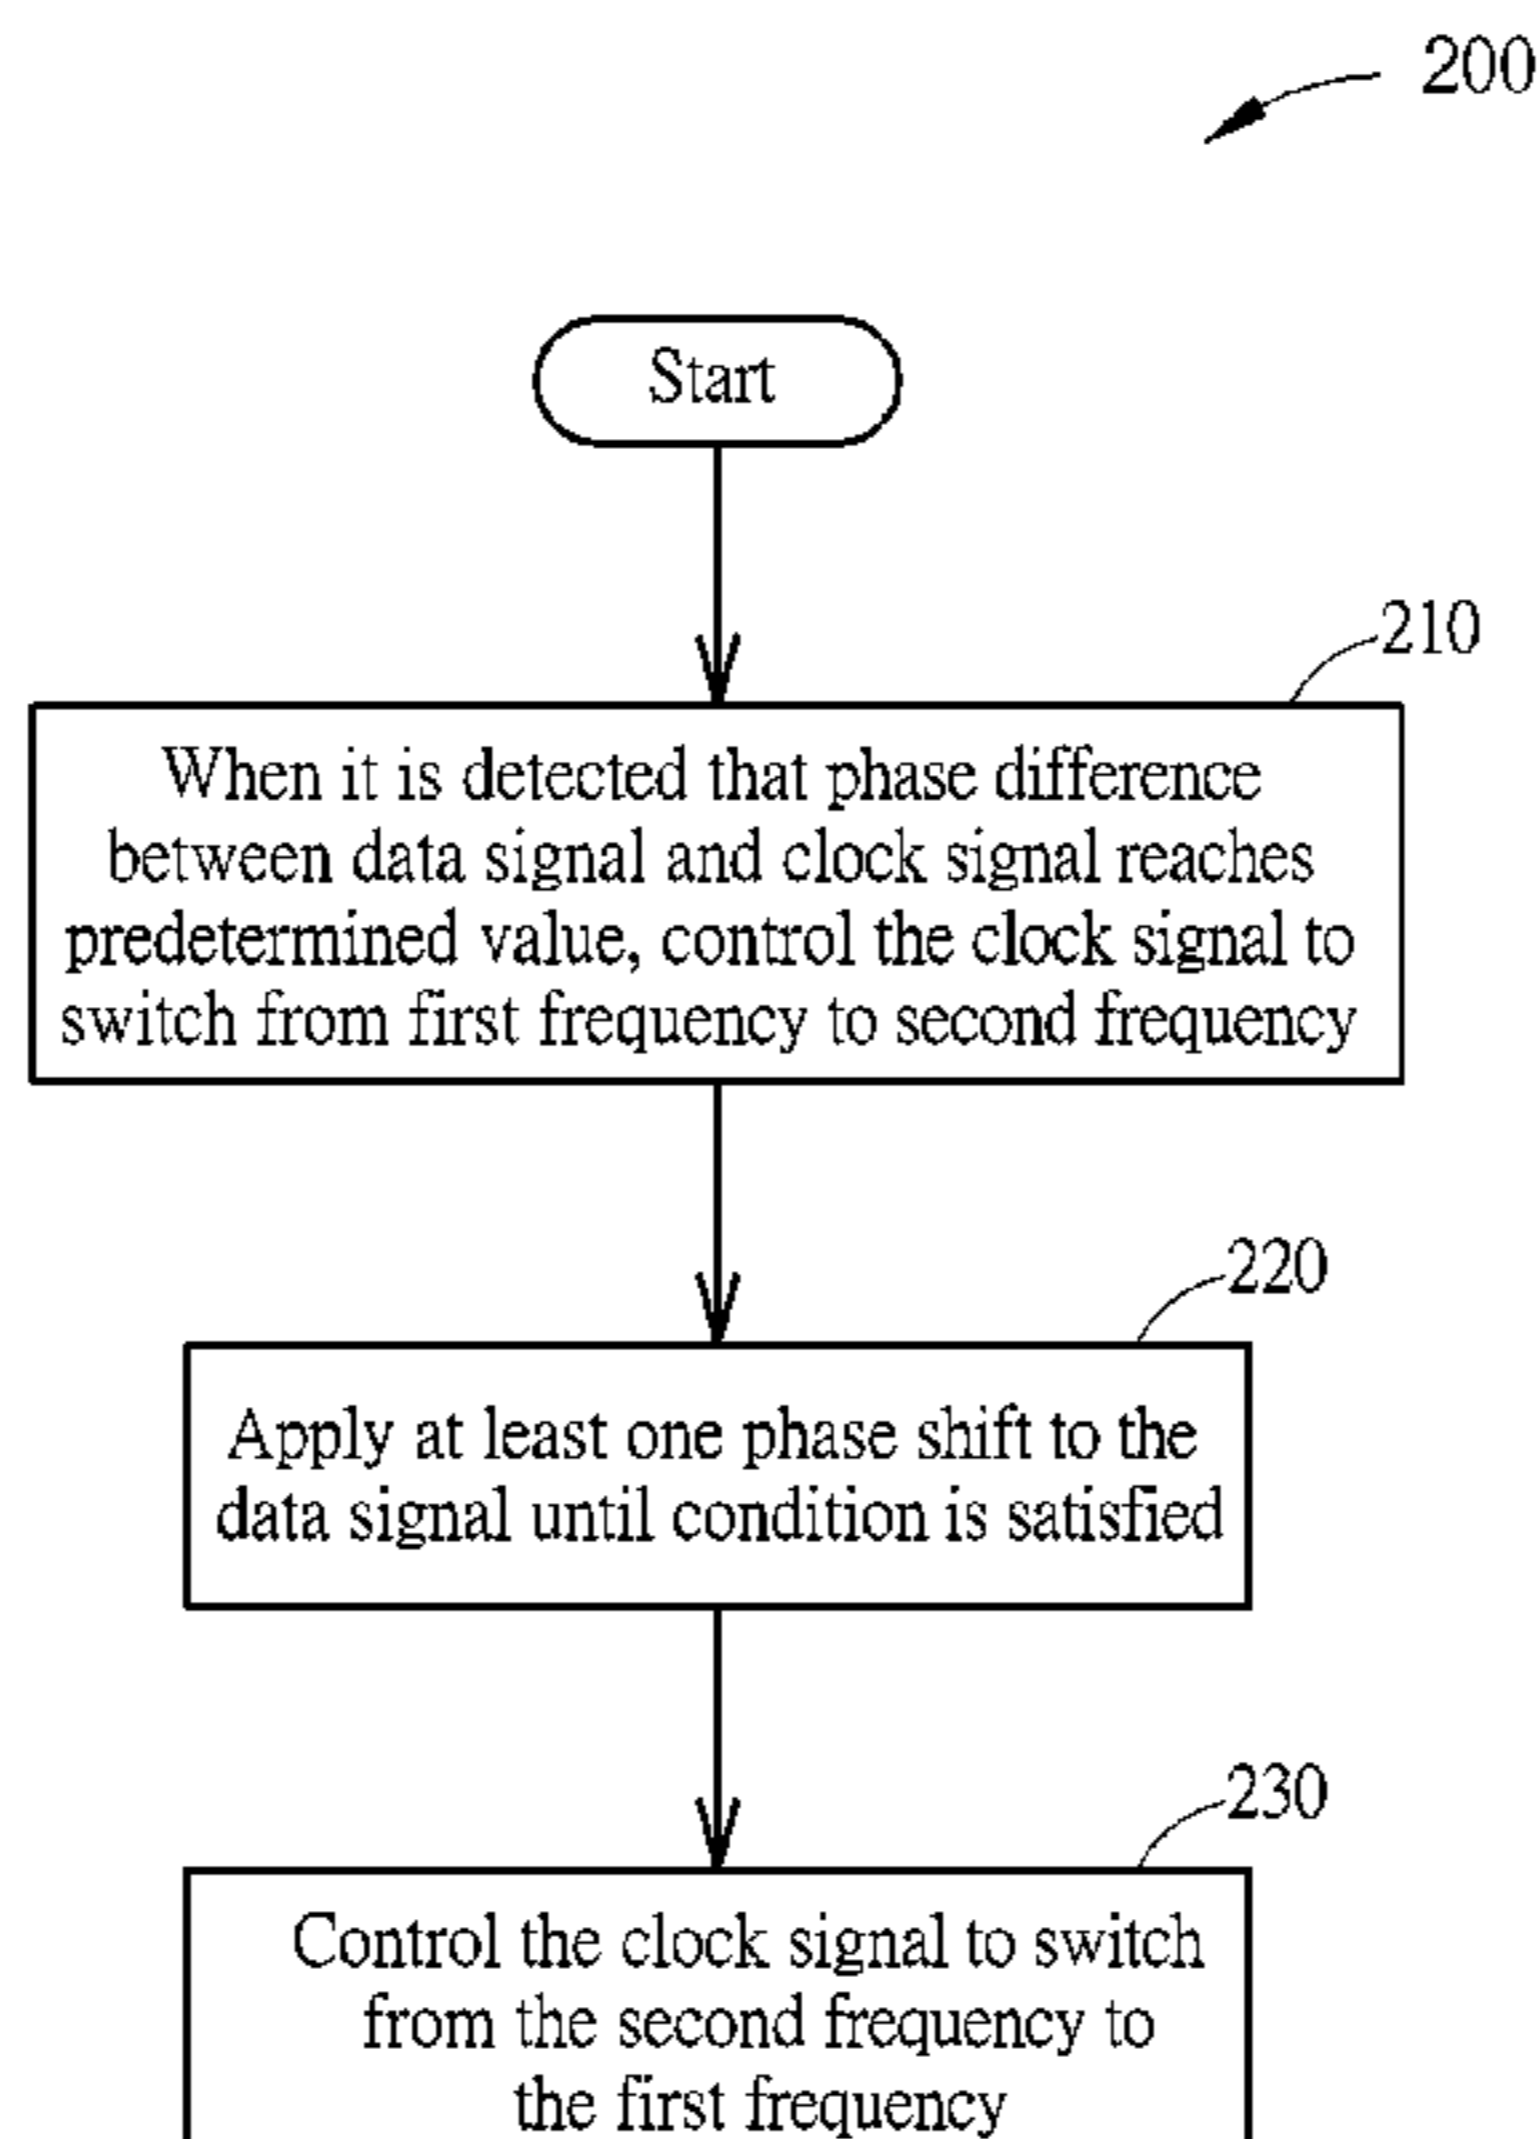 200
Start
210
When it is detected that phase difference
between data signal and clock signal reaches
predetermined value, control the clock signal to
switch from first frequency to second frequency
220
Apply at least one phase shift to the
data signal until condition is satisfied
230
Control the clock signal to switch
from the second frequency to
the first frequency